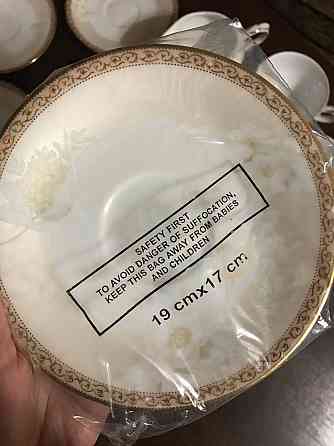 SAFETY FIRST
TO AVOID DANGER OF SUFFOCATION,
KEEP THIS BAG AWAY FROM BABIES
AND CHILDREN
19 cmx17 cm